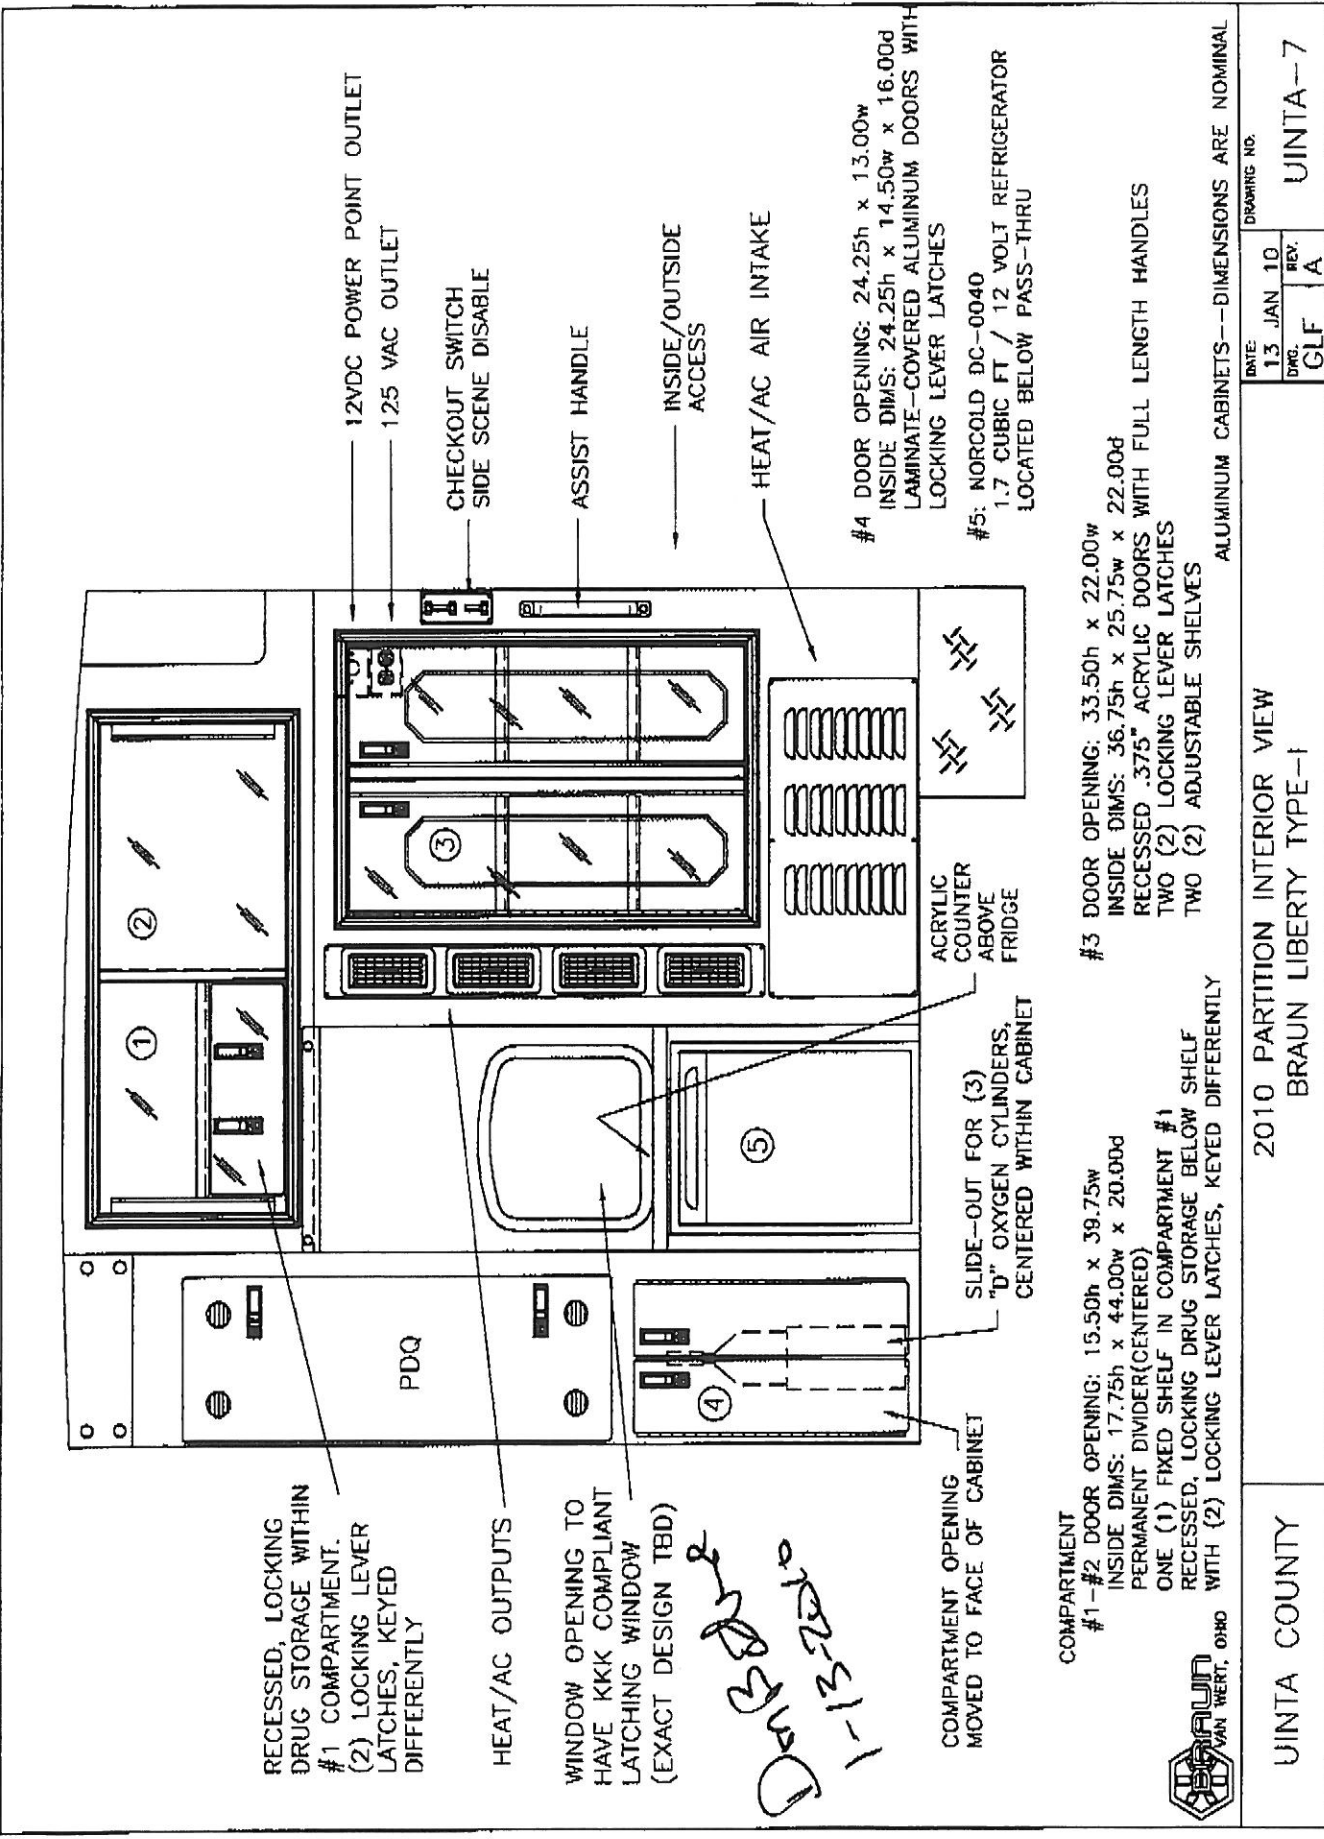 12VDC POWER POINT OUTLET
125 VAC OUTLET
CHECKOUT SWITCH
SIDE SCENE DISABLE
ASSIST HANDLE
INSIDE/OUTSIDE
ACCESS
HEAT/AC AIR INTAKE
RECESSED, LOCKING
DRUG STORAGE WITHIN
#1 COMPARTMENT.
(2) LOCKING LEVER
LATCHES, KEYED
DIFFERENTLY
HEAT/AC OUTPUTS
WINDOW OPENING TO
HAVE KKK COMPLIANT
LATCHING WINDOW
(EXACT DESIGN TBD)
1-13-2010
COMPARTMENT OPENING
MOVED TO FACE OF CABINET
PDQ
1
2
3
4
5
SLIDE-OUT FOR (3)
"D" OXYGEN CYLINDERS,
CENTERED WITHIN CABINET
ACRYLIC
COUNTER
ABOVE
FRIDGE
COMPARTMENT
#1-#2 DOOR OPENING: 15.50h x 39.75w
INSIDE DIMS: 17.75h x 44.00w x 20.00d
PERMANENT DIVIDER(CENTERED)
ONE (1) FIXED SHELF IN COMPARTMENT #1
RECESSED, LOCKING DRUG STORAGE BELOW SHELF
WITH (2) LOCKING LEVER LATCHES, KEYED DIFFERENTLY
#3 DOOR OPENING: 33.50h x 22.00w
INSIDE DIMS: 36.75h x 25.75w x 22.00d
RECESSED .375" ACRYLIC DOORS WITH FULL LENGTH HANDLES
TWO (2) LOCKING LEVER LATCHES
TWO (2) ADJUSTABLE SHELVES
#4 DOOR OPENING: 24.25h x 13.00w
INSIDE DIMS: 24.25h x 14.50w x 16.00d
LAMINATE-COVERED ALUMINUM DOORS WITH
LOCKING LEVER LATCHES
#5: NORCOLD DC-0040
1.7 CUBIC FT / 12 VOLT REFRIGERATOR
LOCATED BELOW PASS-THRU
ALUMINUM CABINETS--DIMENSIONS ARE NOMINAL
BRAUN
VAN WERT, OHIO
UINTA COUNTY
2010 PARTITION INTERIOR VIEW
BRAUN LIBERTY TYPE-I
DATE:
13 JAN 10
DWG.
GLF
REV.
A
DRAWING NO.
UINTA-7